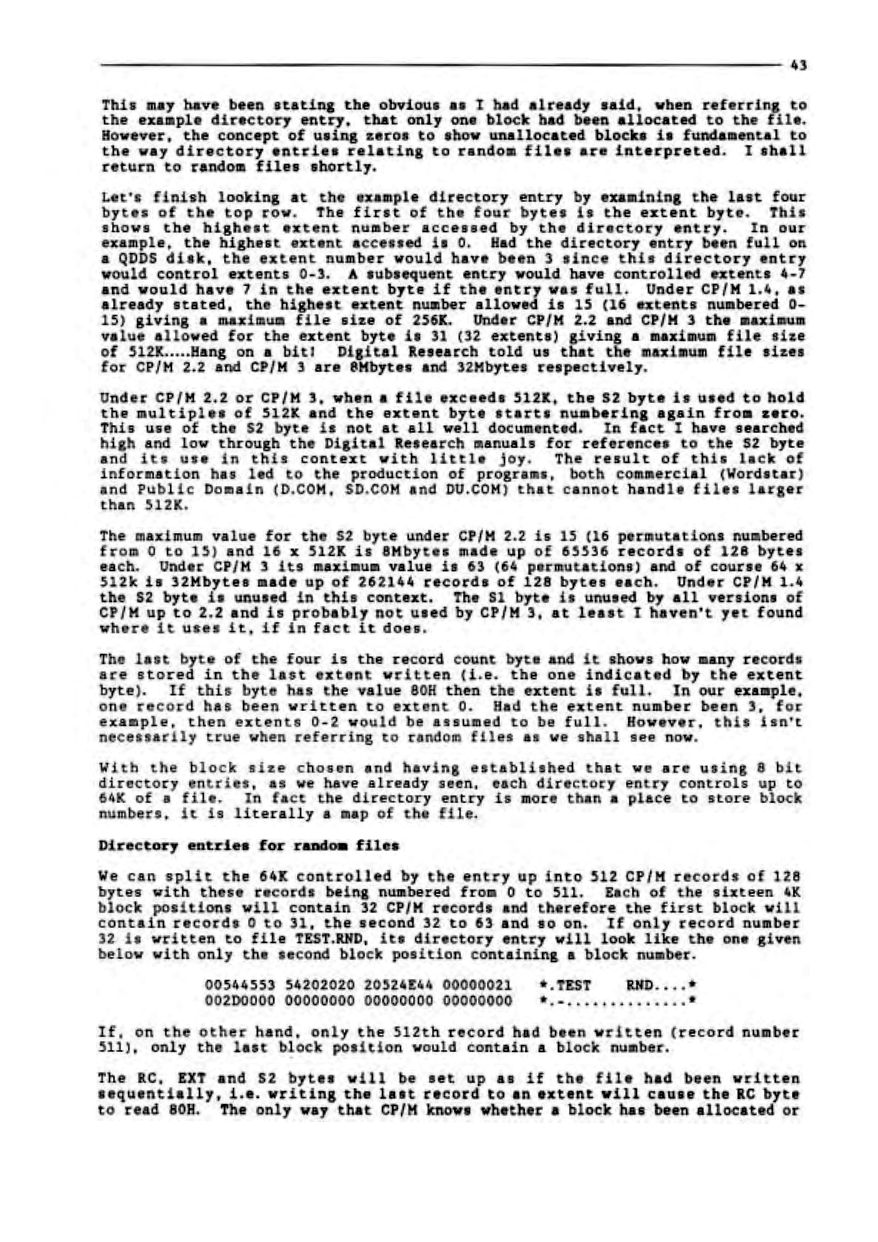 43
This may have been stating the obvious as I had already said, when referring to
the example directory entry, that only one block had been allocated to the file.
However, the concept of using zeros to show unallocated blocks is fundamental to
the way directory entries relating to random files are interpreted. I shall
return to random files shortly.
Let's finish looking at the example directory entry by examining the last four
bytes of the top row. The first of the four bytes is the extent byte. This
shows the highest extent number accessed by the directory entry. In our
example, the highest extent accessed is 0. Had the directory entry been full on
a QDDS disk, the extent number would have been 3 since this directory entry
would control extents 0-3. A subsequent entry would have controlled extents 4-7
and would have 7 in the extent byte if the entry was full. Under CP/M 1.4, as
already stated, the highest extent number allowed is 15 (16 extents numbered 0-
15) giving a maximum file size of 256K. Under CP/M 2.2 and CP/M 3 the maximum
value allowed for the extent byte is 31 (32 extents) giving a maximum file size
of 512K.....Hang on a bit! Digital Research told us that the maximum file sizes
for CP/M 2.2 and CP/M 3 are 8Mbytes and 32Mbytes respectively.
Under CP/M 2.2 or CP/M 3, when a file exceeds 512K, the S2 byte is used to hold
the multiples of 512K and the extent byte starts numbering again from zero.
This use of the S2 byte is not at all well documented. In fact I have searched
high and low through the Digital Research manuals for references to the S2 byte
and its use in this context with little joy. The result of this lack of
information has led to the production of programs, both commercial (Wordstar)
and Public Domain (D.COM, SD.COM and DU.COM) that cannot handle files larger
than 512K.
The maximum value for the S2 byte under CP/M 2.2 is 15 (16 permutations numbered
from 0 to 15) and 16 x 512K is 8Mbytes made up of 65536 records of 128 bytes
each. Under CP/M 3 its maximum value is 63 (64 permutations) and of course 64 x
512k is 32Mbytes made up of 262144 records of 128 bytes each. Under CP/M 1.4
the S2 byte is unused in this context. The S1 byte is unused by all versions of
CP/M up to 2.2 and is probably not used by CP/M 3, at least I haven't yet found
where it uses it, if in fact it does.
The last byte of the four is the record count byte and it shows how many records
are stored in the last extent written (i.e. the one indicated by the extent
byte). If this byte has the value 80H then the extent is full. In our example,
one record has been written to extent 0. Had the extent number been 3, for
example, then extents 0-2 would be assumed to be full. However, this isn't
necessarily true when referring to random files as we shall see now.
With the block size chosen and having established that we are using 8 bit
directory entries, as we have already seen, each directory entry controls up to
64K of a file. In fact the directory entry is more than a place to store block
numbers, it is literally a map of the file.
Directory entries for random files
We can split the 64K controlled by the entry up into 512 CP/M records of 128
bytes with these records being numbered from 0 to 511. Each of the sixteen 4K
block positions will contain 32 CP/M records and therefore the first block will
contain records 0 to 31, the second 32 to 63 and so on. If only record number
32 is written to file TEST.RND, its directory entry will look like the one given
below with only the second block position containing a block number.
00544553 54202020 20524E44 00000021 *.TEST RND....*
002D0000 00000000 00000000 00000000 *.-..............*
If, on the other hand, only the 512th record had been written (record number
511), only the last block position would contain a block number.
The RC, EXT and S2 bytes will be set up as if the file had been written
sequentially, i.e. writing the last record to an extent will cause the RC byte
to read 80H. The only way that CP/M knows whether a block has been allocated or